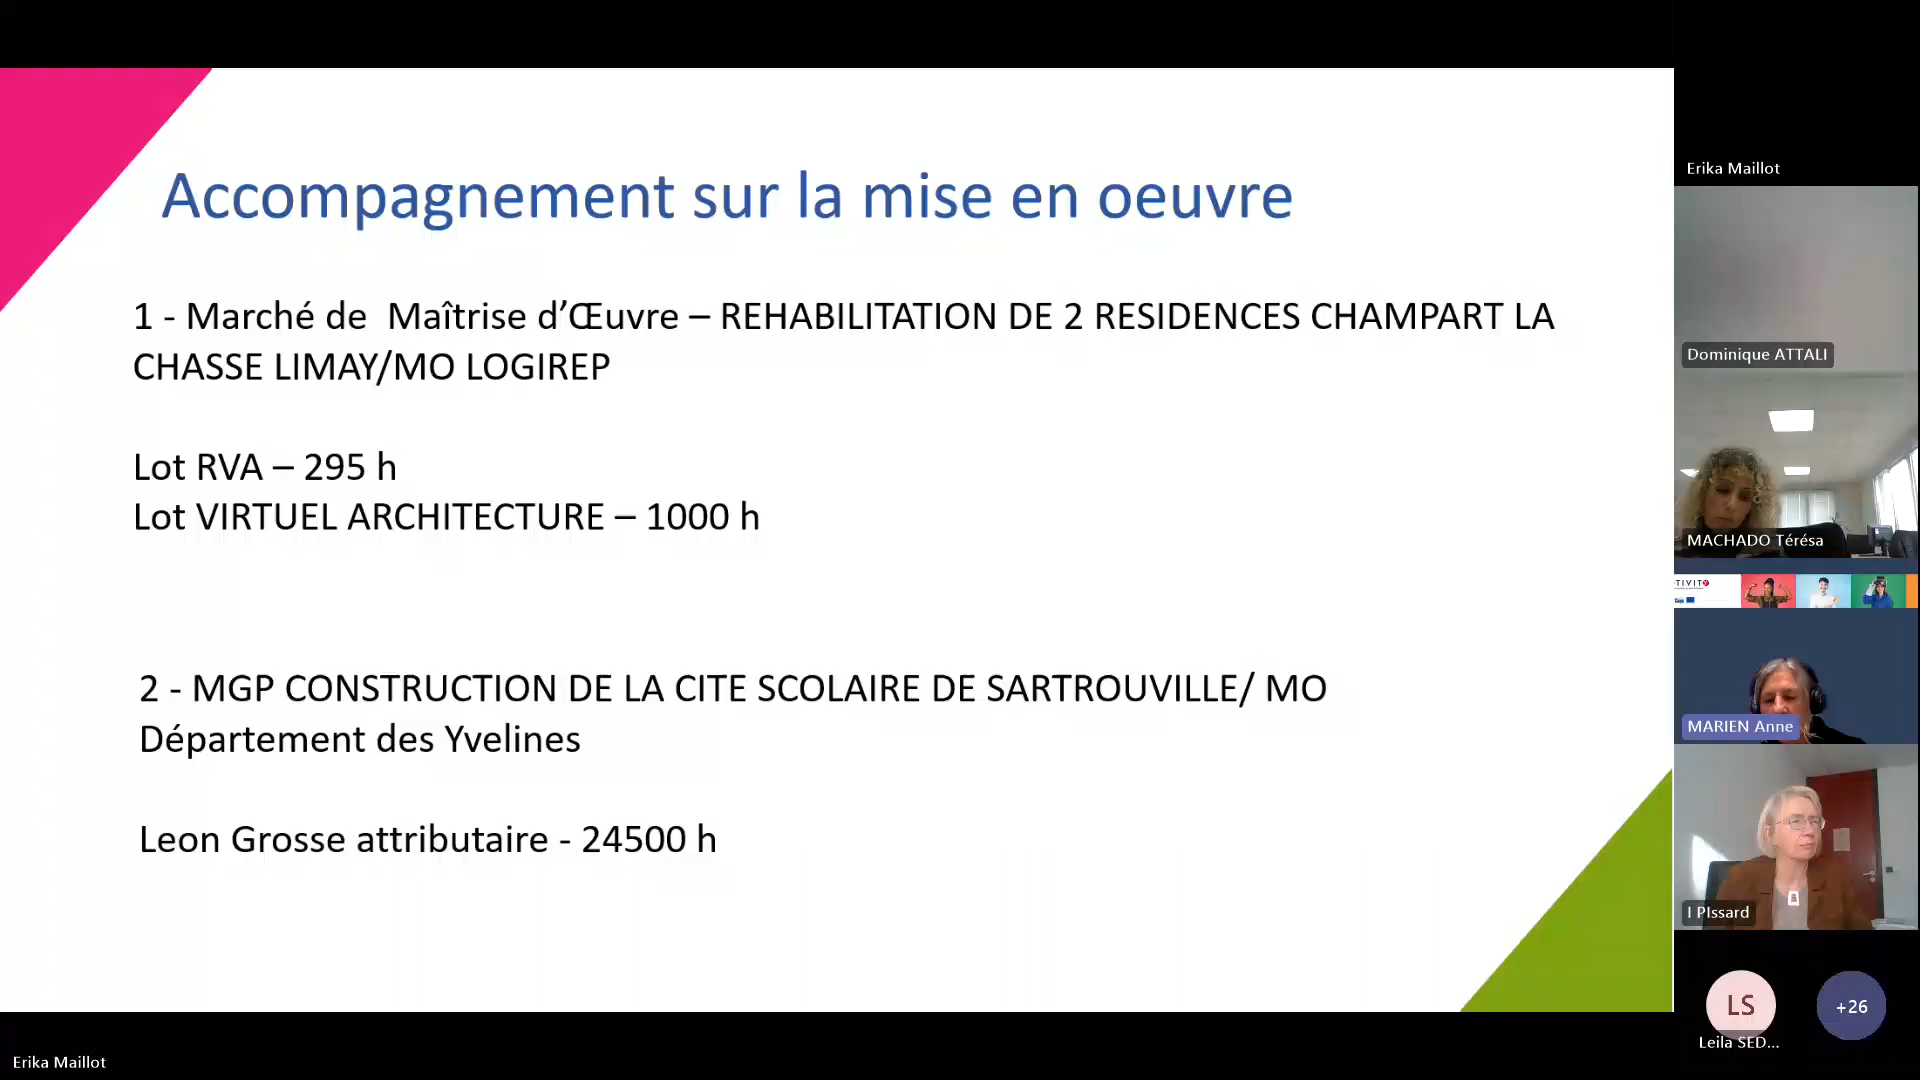 Accompagnement sur la mise en oeuvre
1 - Marché de  Maîtrise d’Œuvre – REHABILITATION DE 2 RESIDENCES CHAMPART LA
CHASSE LIMAY/MO LOGIREP
Lot RVA – 295 h
Lot VIRTUEL ARCHITECTURE – 1000 h
2 - MGP CONSTRUCTION DE LA CITE SCOLAIRE DE SARTROUVILLE/ MO
Département des Yvelines
Leon Grosse attributaire - 24500 h
Erika Maillot
Erika Maillot
Dominique ATTALI
MACHADO Térésa
TIVIT
MARIEN Anne
I PIssard
LS
Leila SED...
+26